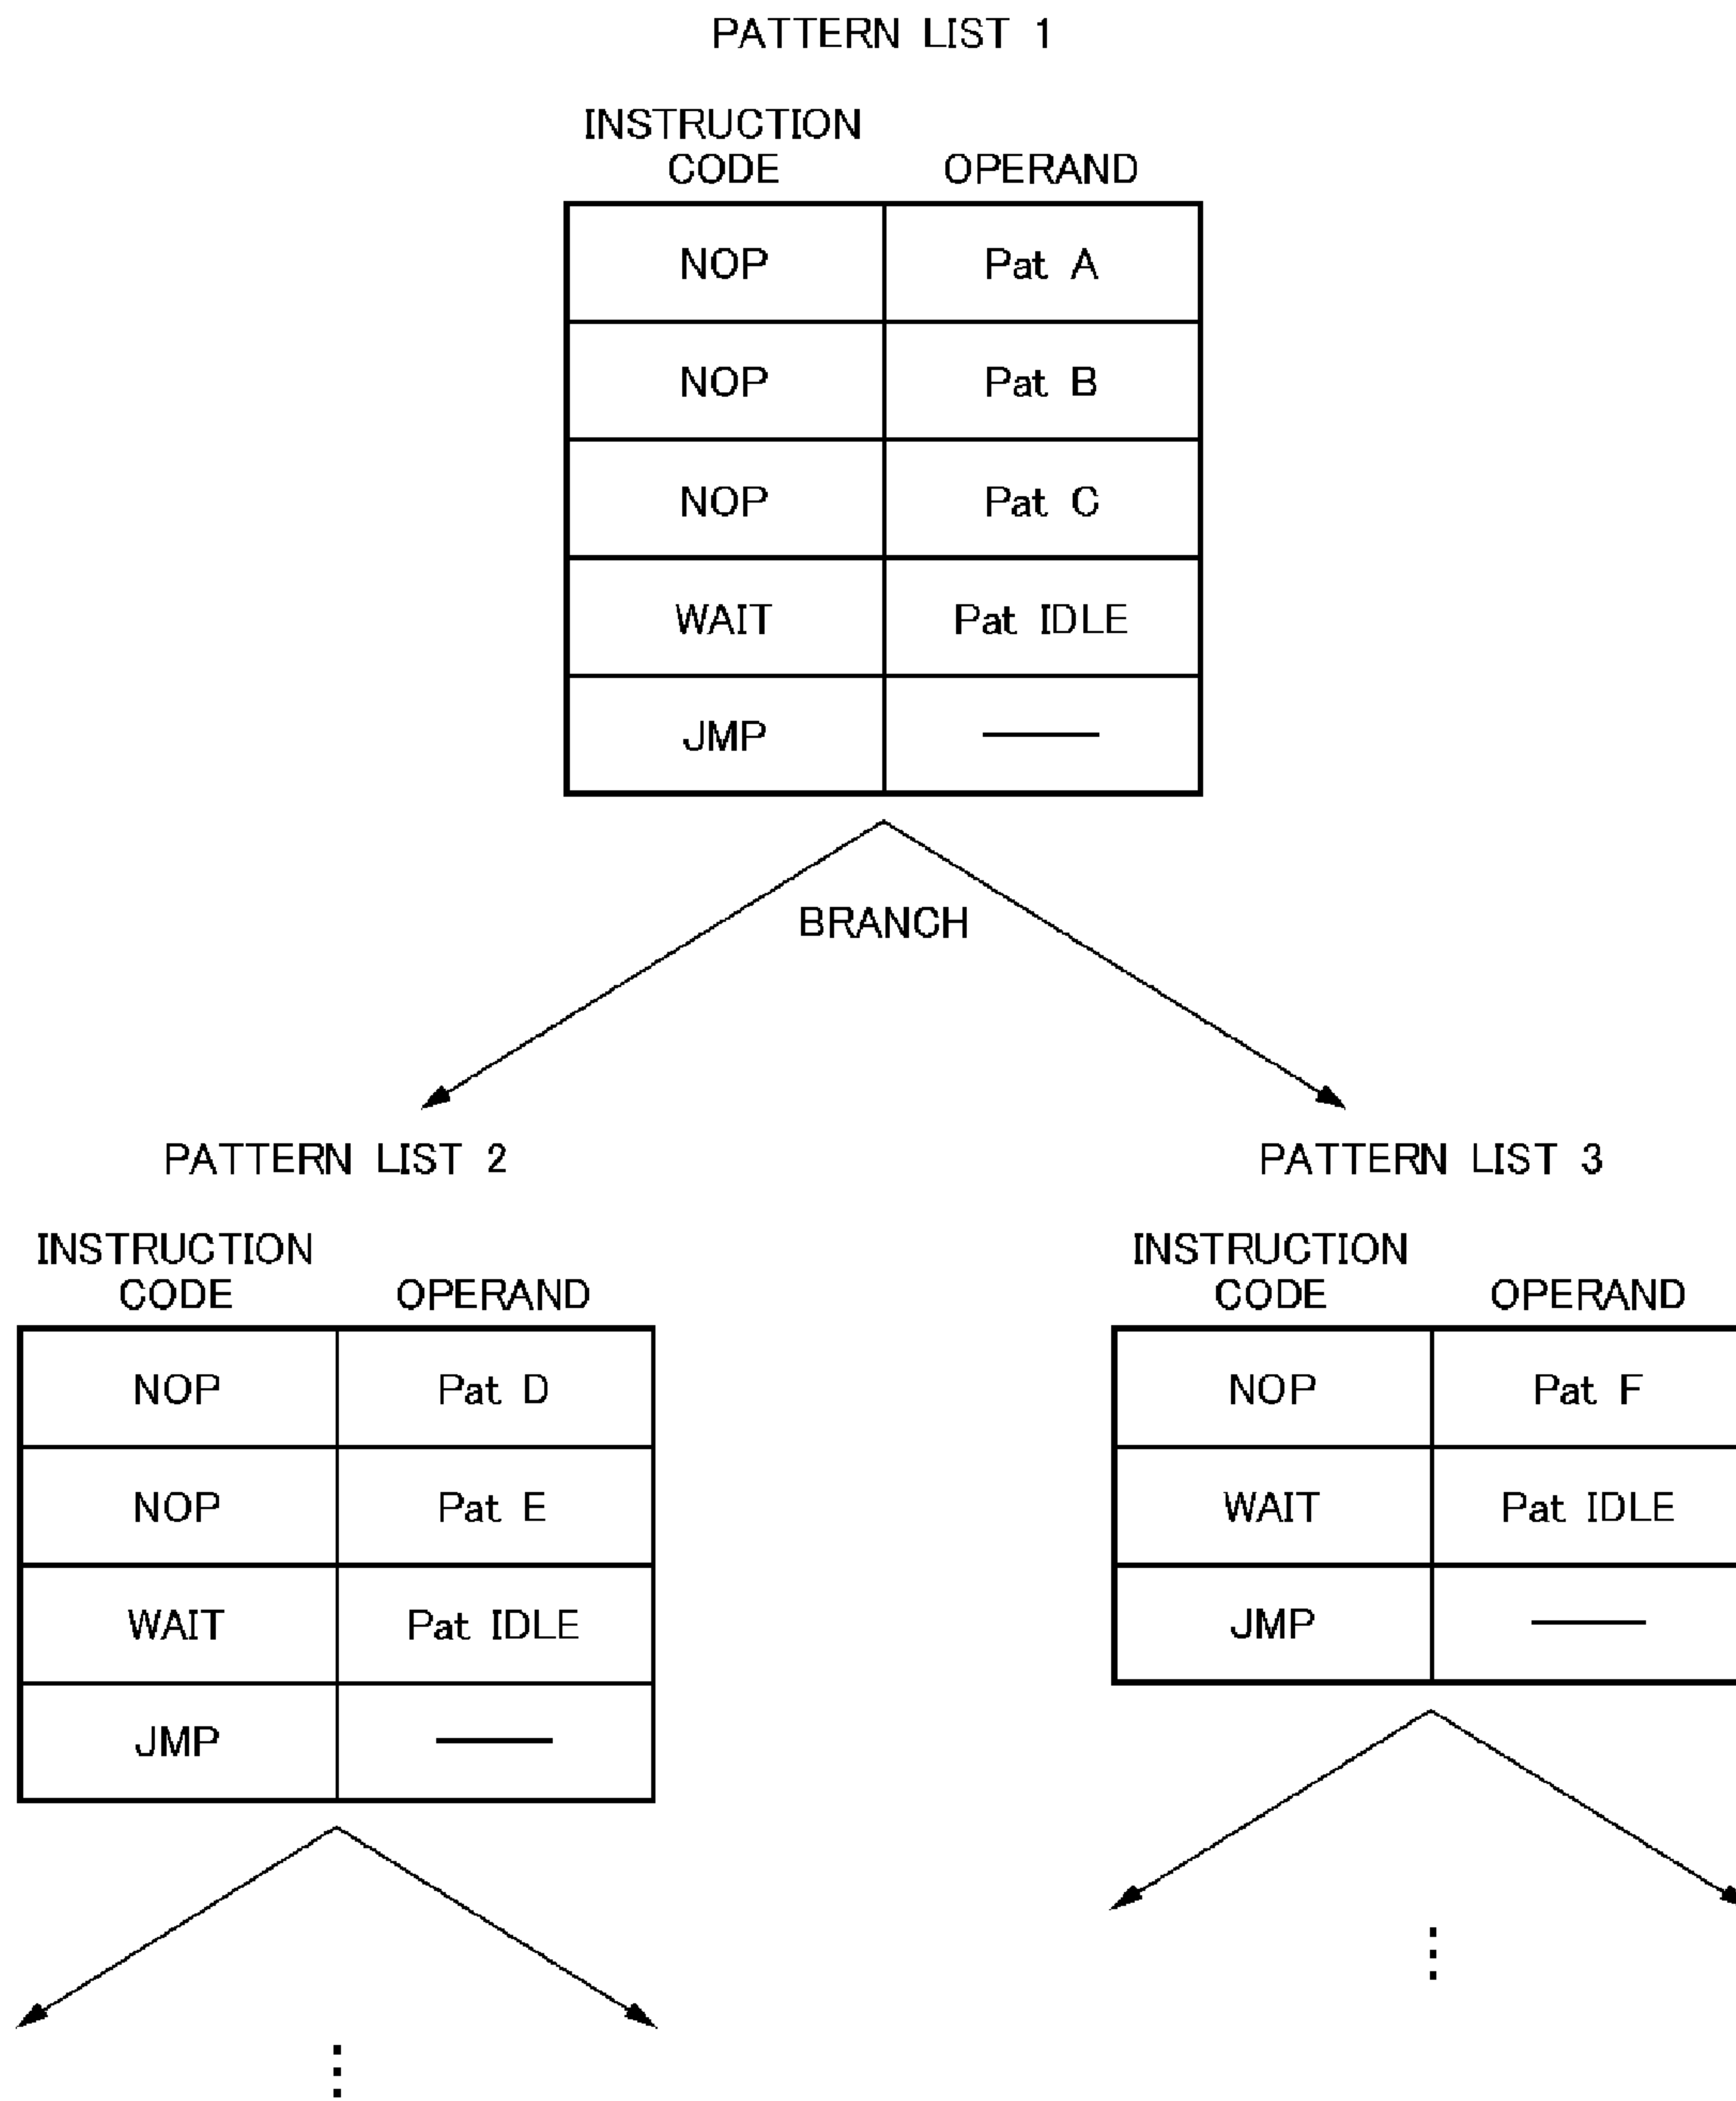 PATTERN LIST 1
INSTRUCTION
CODE OPERAND
NOP Pat A
NOP Pat B
NOP Pat C
WAIT Pat IDLE
JMP ——
BRANCH
PATTERN LIST 2
INSTRUCTION
CODE OPERAND
NOP Pat D
NOP Pat E
WAIT Pat IDLE
JMP ——
PATTERN LIST 3
INSTRUCTION
CODE OPERAND
NOP Pat F
WAIT Pat IDLE
JMP ——